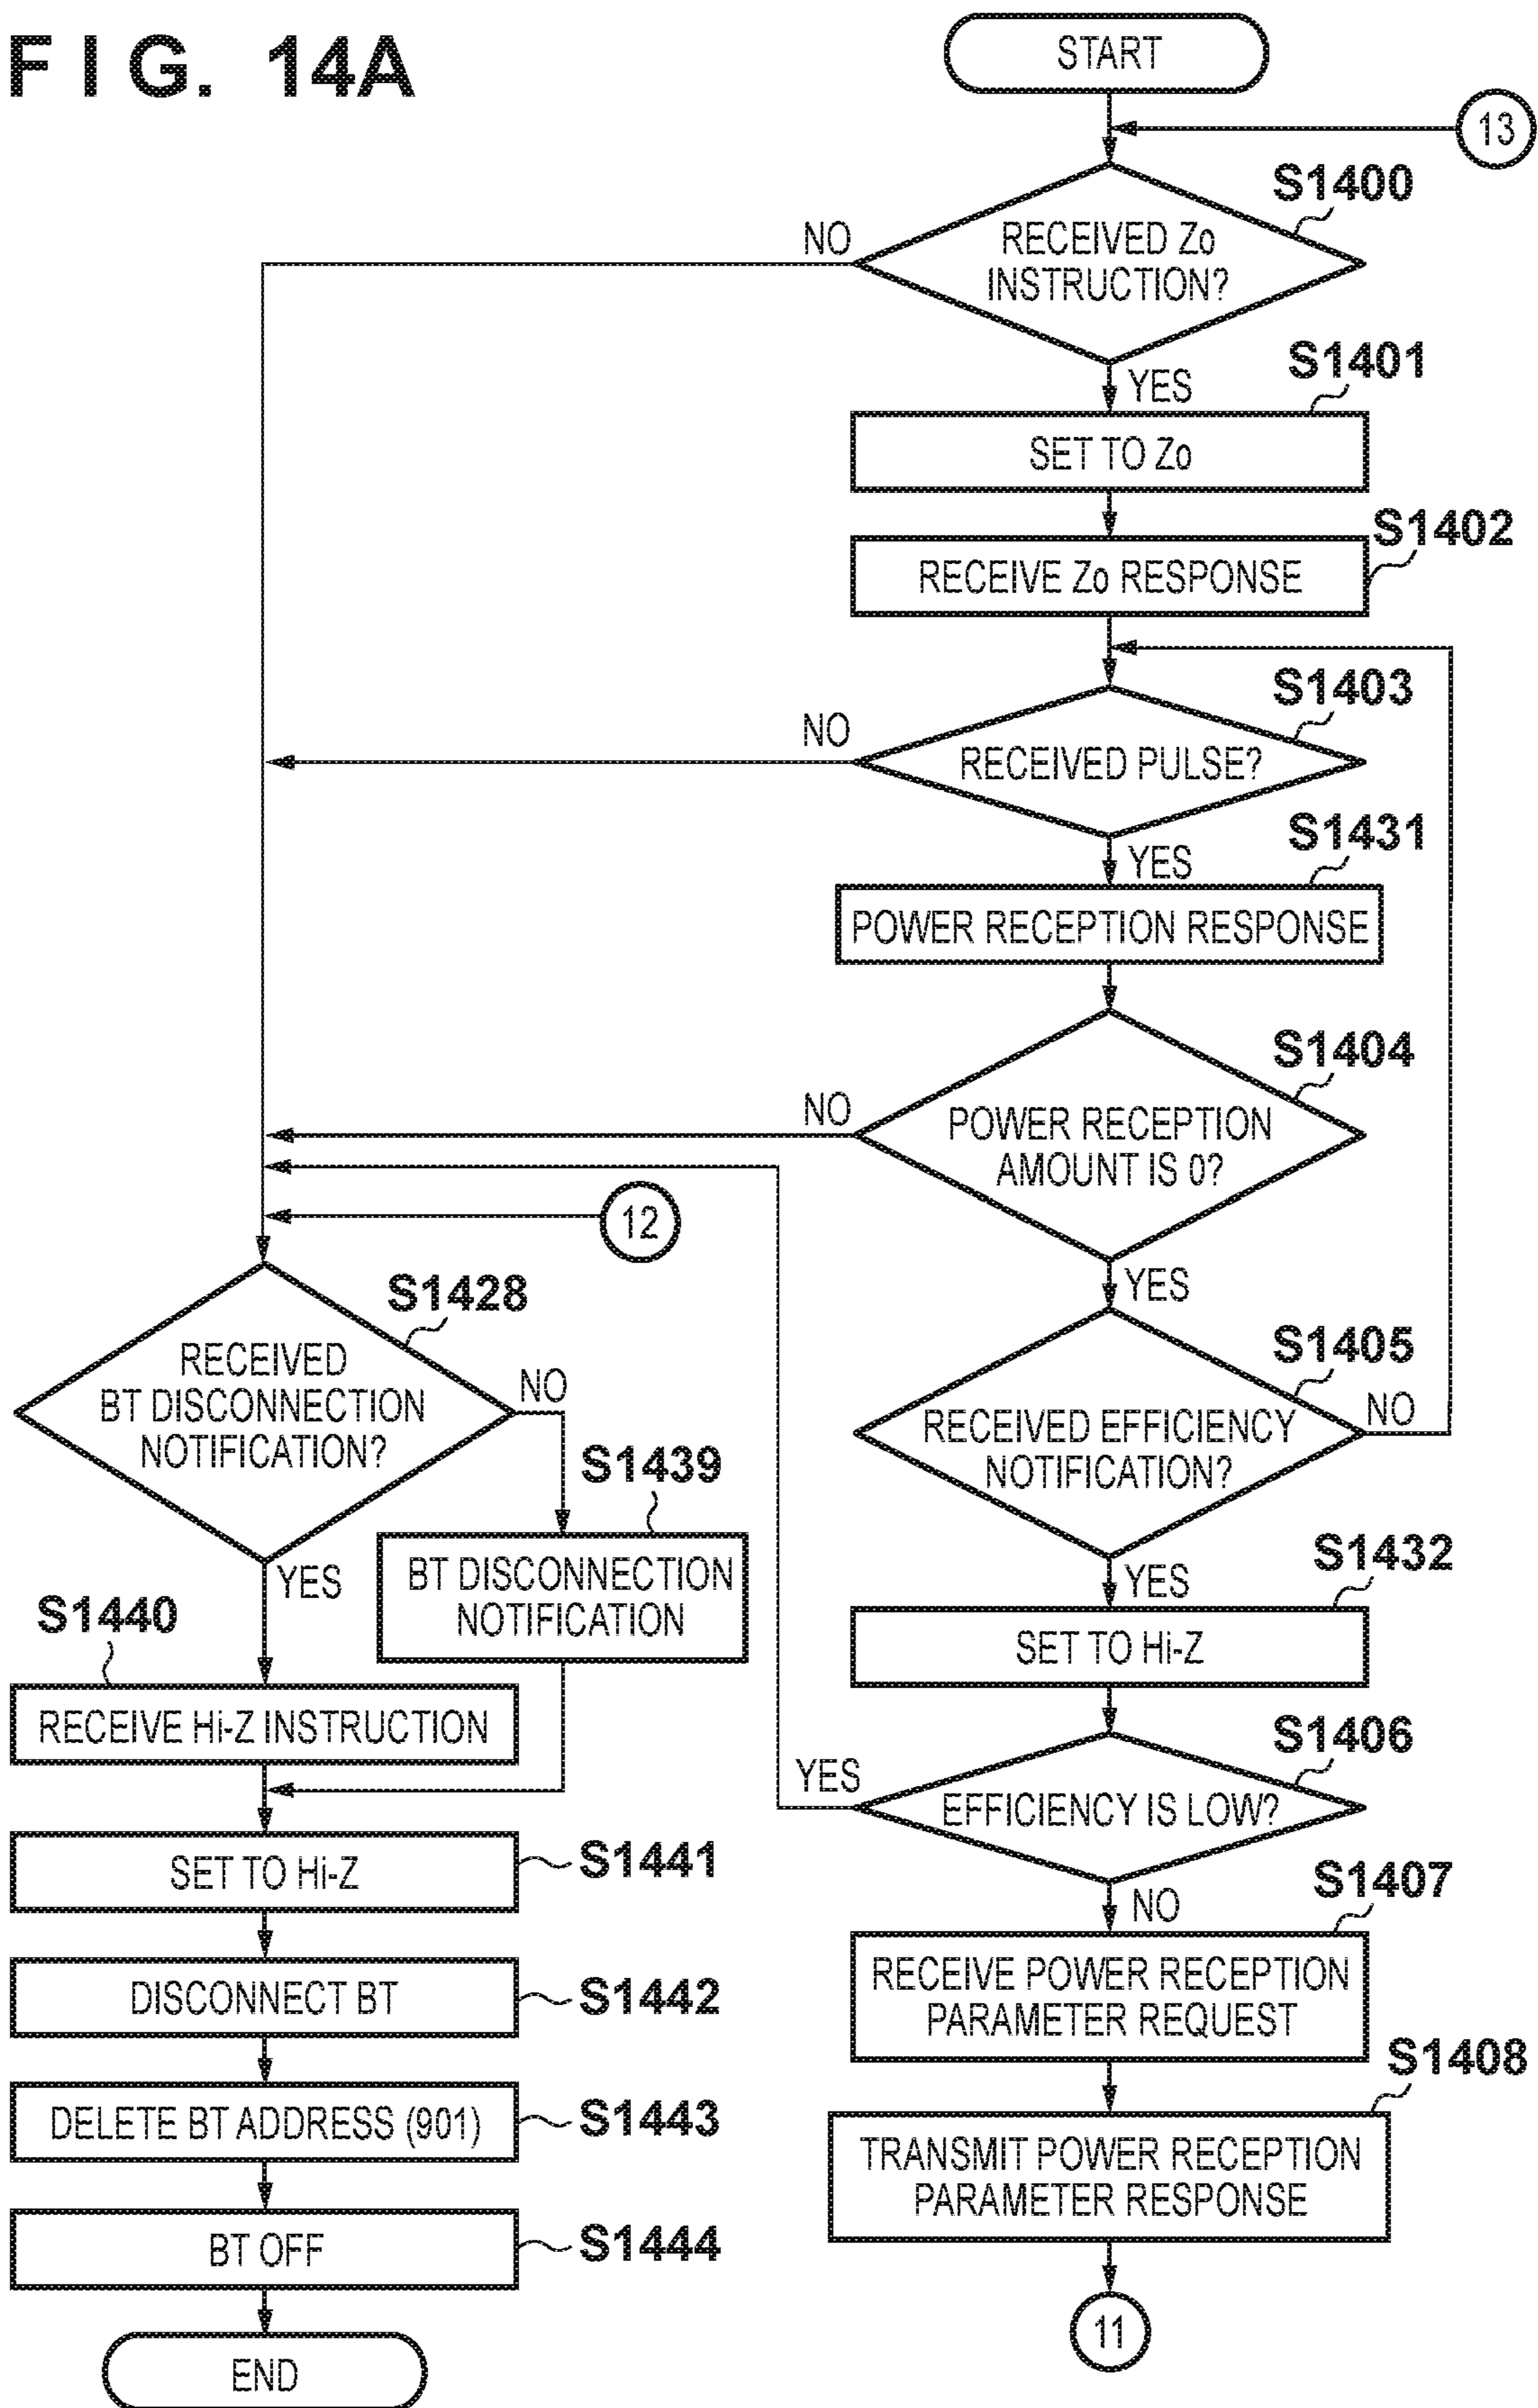 FIG. 14A
START
13
S1400
RECEIVED Zo
INSTRUCTION?
NO
YES
S1401
SET TO Zo
S1402
RECEIVE Zo RESPONSE
S1403
RECEIVED PULSE?
NO
YES
S1431
POWER RECEPTION RESPONSE
S1404
POWER RECEPTION
AMOUNT IS 0?
NO
YES
12
S1405
RECEIVED EFFICIENCY
NOTIFICATION?
NO
YES
S1432
SET TO Hi-Z
S1406
EFFICIENCY IS LOW?
YES
NO
S1407
RECEIVE POWER RECEPTION
PARAMETER REQUEST
S1408
TRANSMIT POWER RECEPTION
PARAMETER RESPONSE
11
S1428
RECEIVED
BT DISCONNECTION
NOTIFICATION?
NO
YES
S1439
BT DISCONNECTION
NOTIFICATION
S1440
RECEIVE Hi-Z INSTRUCTION
SET TO Hi-Z
S1441
DISCONNECT BT
S1442
DELETE BT ADDRESS (901)
S1443
BT OFF
S1444
END